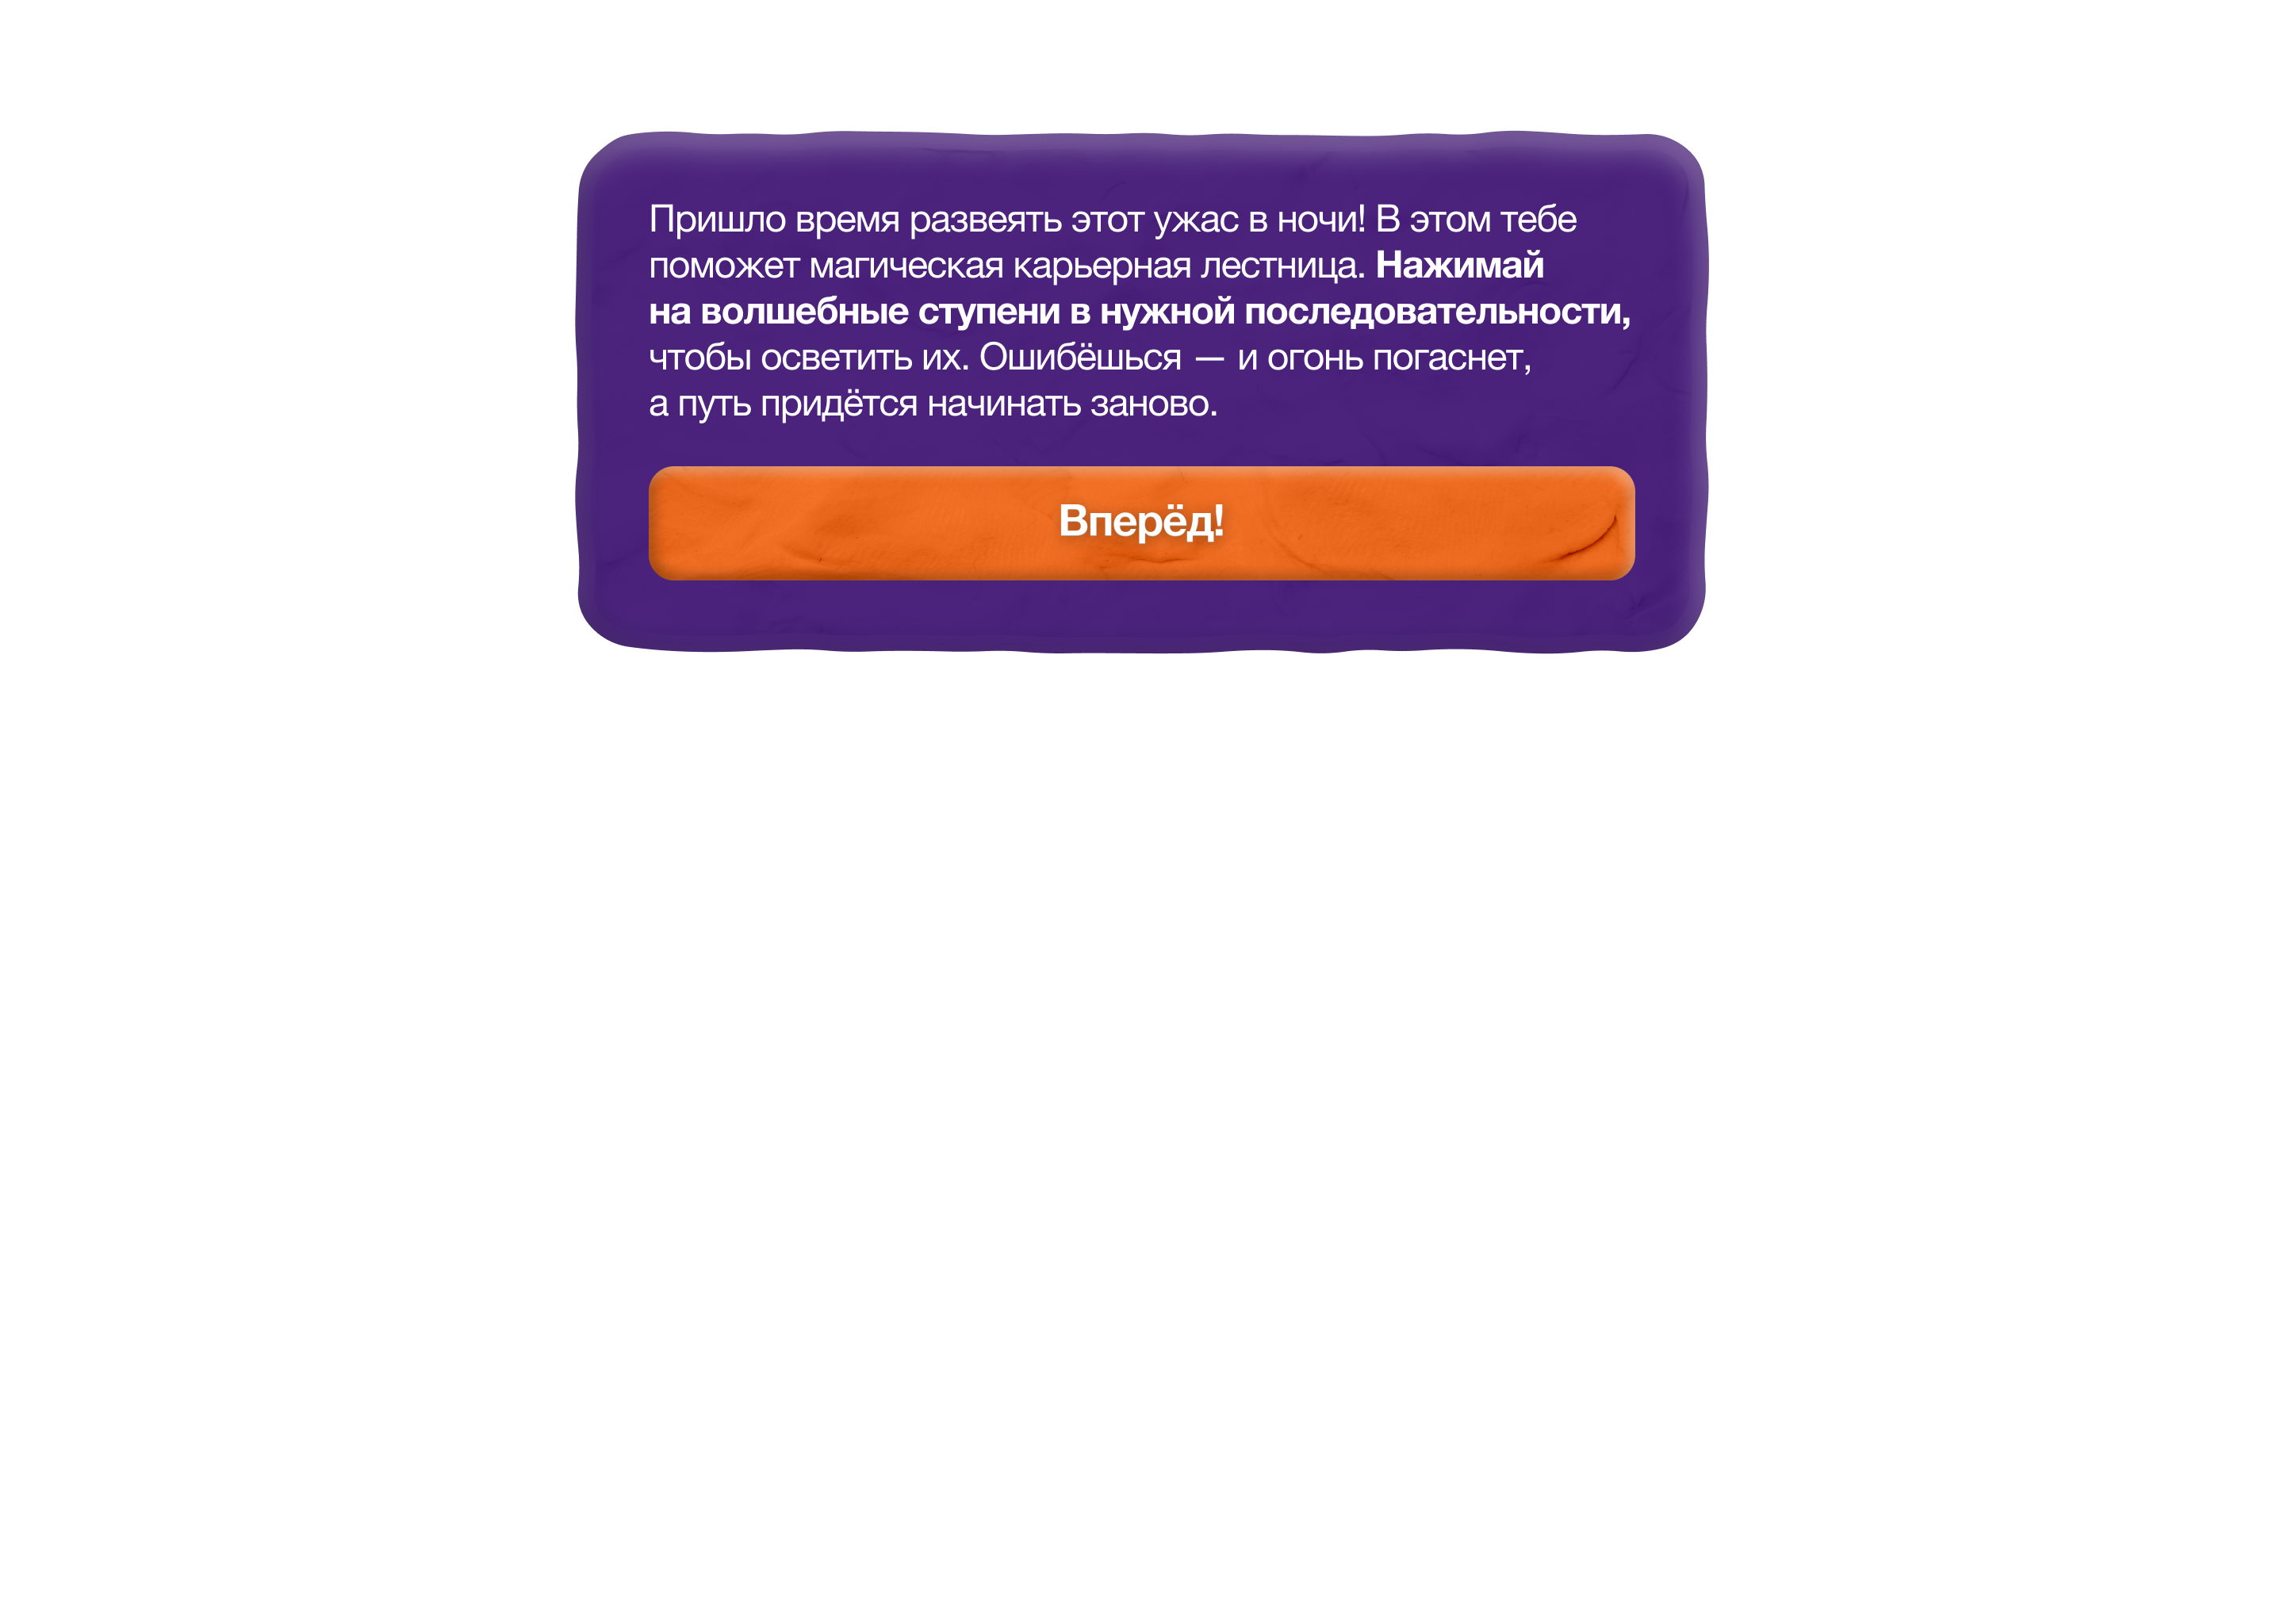 Пришло время развеять этот ужас в ночи! В этом тебе
поможет магическая карьерная лестница. Нажимай
на волшебные ступени в нужной последовательности,
чтобы осветить их. Ошибёшься — и огонь погаснет,
а путь придётся начинать заново.
Вперёд!